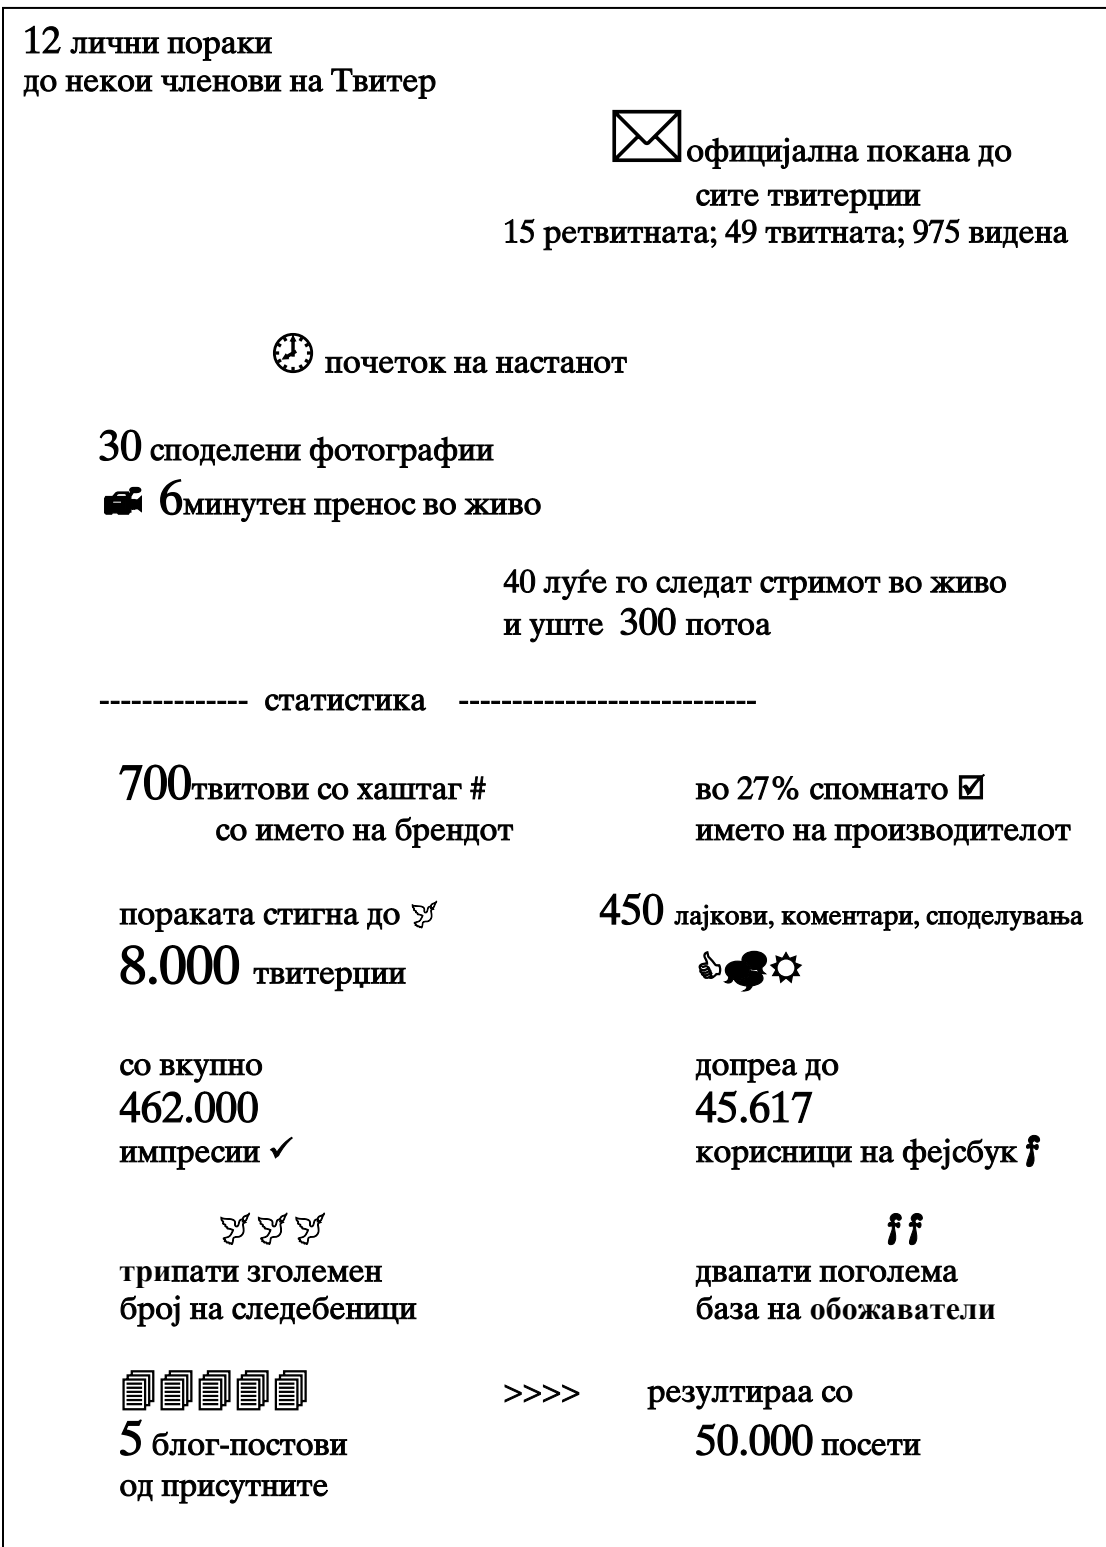 12 лични пораки
до некои членови на Твитер
официјална покана до
сите твитерџии
15 ретвитната; 49 твитната; 975 видена
почеток на настанот
30 споделени фотографии
6минутен пренос во живо
40 луѓе го следат стримот во живо
и уште 300 потоа
-------------- статистика ----------------------------
700твитови со хаштаг #
со името на брендот
во 27% спомнато ☑
името на производителот
пораката стигна до
8.000 твитерџии
450 лајкови, коментари, споделувања
со вкупно
462.000
импресии ✓
допреа до
45.617
корисници на фејсбук f
трипати зголемен
број на следебеници
f f
двапати поголема
база на обожаватели
5 блог-постови
од присутните
>>>> резултираа со
50.000 посети